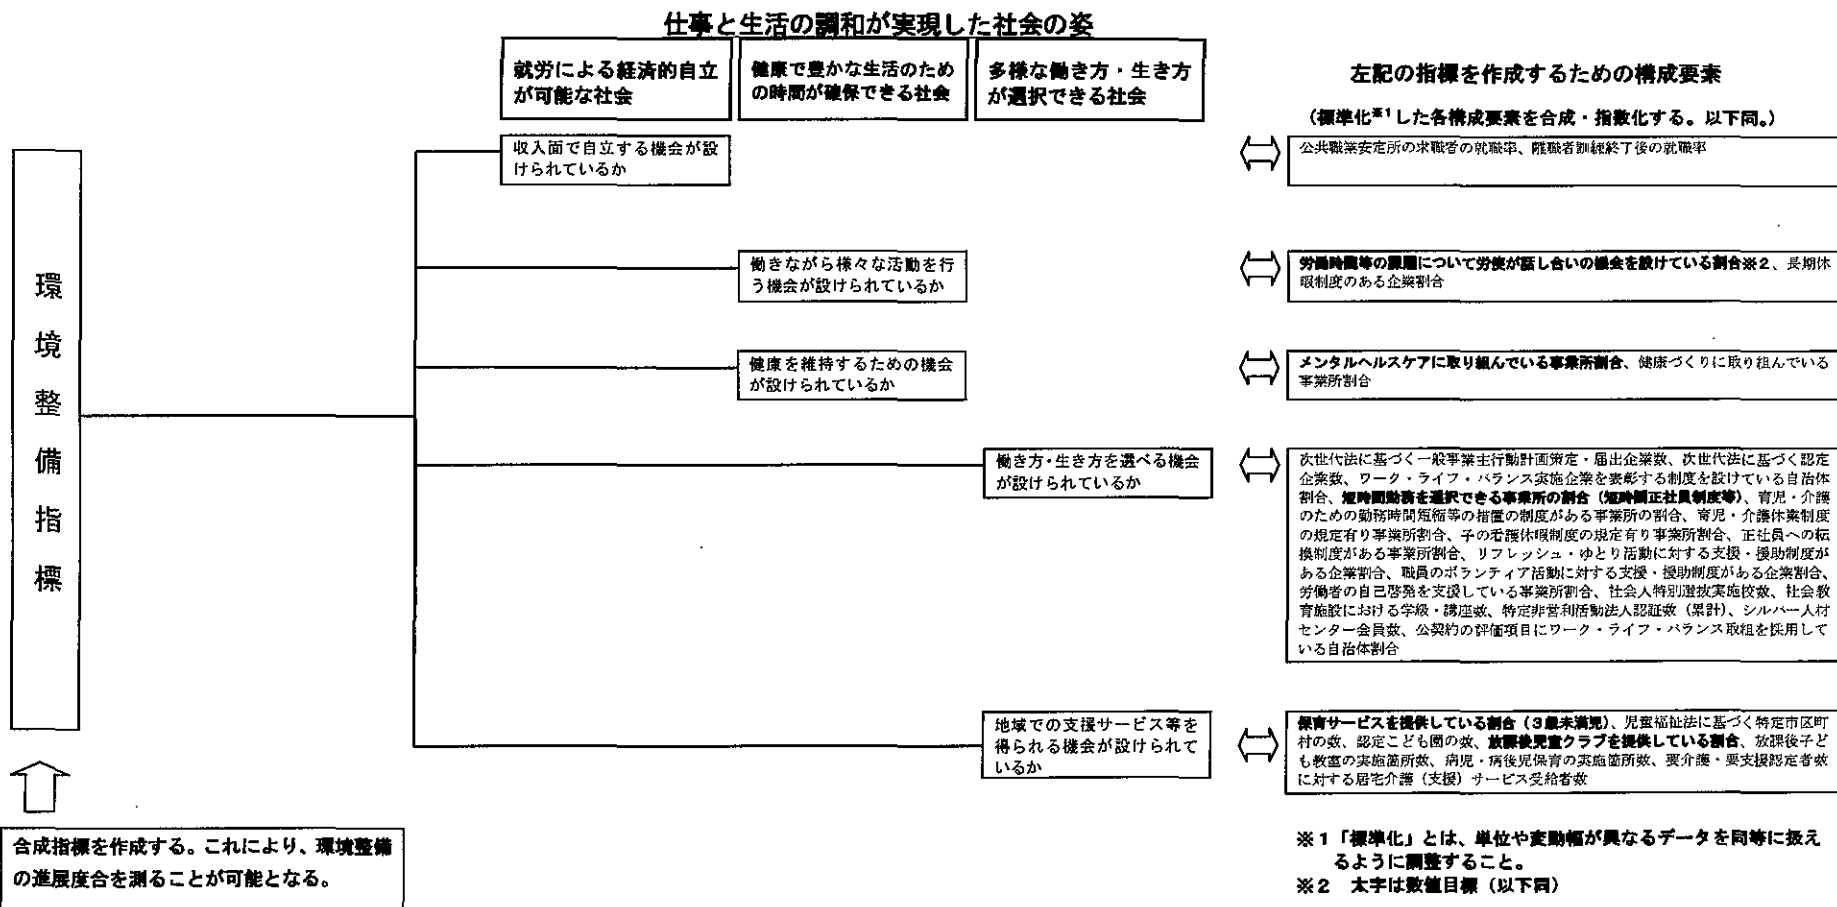 仕事と生活の調和が実現した社会の姿
就労による経済的自立
が可能な社会
健康で豊かな生活のため
の時間が確保できる社会
多様な働き方・生き方
が選択できる社会
左記の指標を作成するための構成要素
(標準化※1した各構成要素を合成・指数化する。以下同。)
環境整備指標
収入面で自立する機会が設
けられているか
公共職業安定所の求職者の就職率、離職者訓練終了後の就職率
働きながら様々な活動を行
う機会が設けられているか
労働時間等の課題について労使が話し合いの機会を設けている割合※2、長期休
暇制度のある企業割合
健康を維持するための機会
が設けられているか
メンタルヘルスケアに取り組んでいる事業所割合、健康づくりに取り組んでいる
事業所割合
働き方・生き方を選べる機会
が設けられているか
次世代法に基づく一般事業主行動計画策定・届出企業数、次世代法に基づく認定
企業数、ワーク・ライフ・バランス実施企業を表彰する制度を設けている自治体
割合、短時間勤務を選択できる事業所の割合（短時間正社員制度等）、育児・介護
のための勤務時間短縮等の措置の制度がある事業所の割合、育児・介護休業制度
の規定有り事業所割合、子の看護休暇制度の規定有り事業所割合、正社員への転
換制度がある事業所割合、リフレッシュ・ゆとり活動に対する支援・援助制度が
ある企業割合、職員のボランティア活動に対する支援・援助制度がある企業割合、
労働者の自己啓発を支援している事業所割合、社会人特別選抜実施校数、社会教
育施設における学級・講座数、特定非営利活動法人認証数（累計）、シルバー人材
センター会員数、公契約の評価項目にワーク・ライフ・バランス取組を採用して
いる自治体割合
地域での支援サービス等を
得られる機会が設けられて
いるか
保育サービスを提供している割合（３歳未満児）、児童福祉法に基づく特定市区町
村の数、認定こども園の数、放課後児童クラブを提供している割合、放課後子ど
も教室の実施箇所数、病児・病後児保育の実施箇所数、要介護・要支援認定者数
に対する居宅介護（支援）サービス受給者数
合成指標を作成する。これにより、環境整備
の進展度合を測ることが可能となる。
※１「標準化」とは、単位や変動幅が異なるデータを同等に扱え
るように調整すること。
※２　太字は数値目標（以下同）